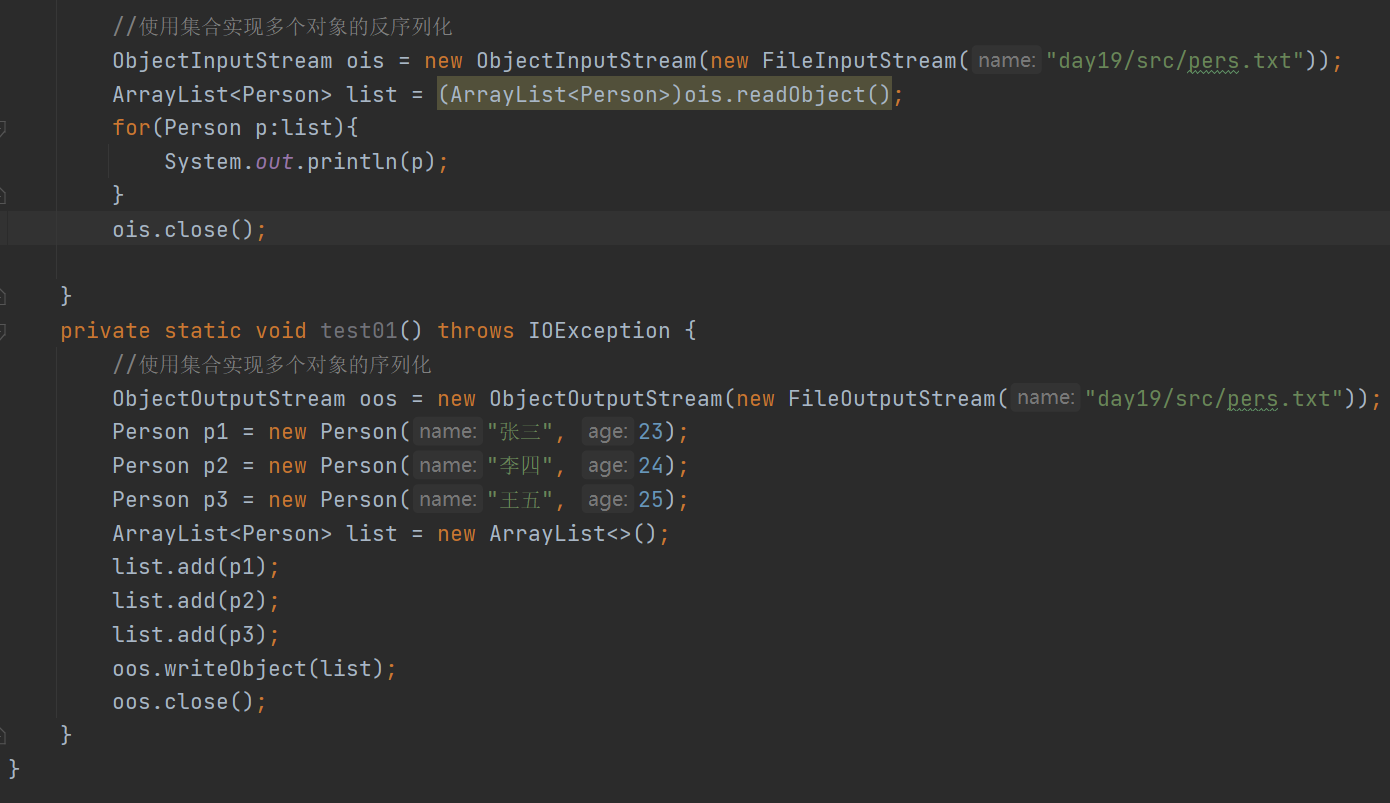 //使用集合实现多个对象的反序列化
ObjectInputStream ois = new ObjectInputStream(new FileInputStream( name: "day19/src/pers.txt"));
ArrayList<Person> list = (ArrayList<Person>)ois.readObject();
for(Person p:list){
System.out.println(p);
}
ois.close();
}
private static void test01() throws IOException {
//使用集合实现多个对象的序列化
ObjectOutputStream oos = new ObjectOutputStream(new FileOutputStream( name: "day19/src/pers.txt"));
Person p1 = new Person( name: "张三", age: 23);
Person p2 = new Person( name: "李四", age: 24);
Person p3 = new Person( name: "王五", age: 25);
ArrayList<Person> list = new ArrayList<>();
list.add(p1);
list.add(p2);
list.add(p3);
oos.writeObject(list);
oos.close();
}
}